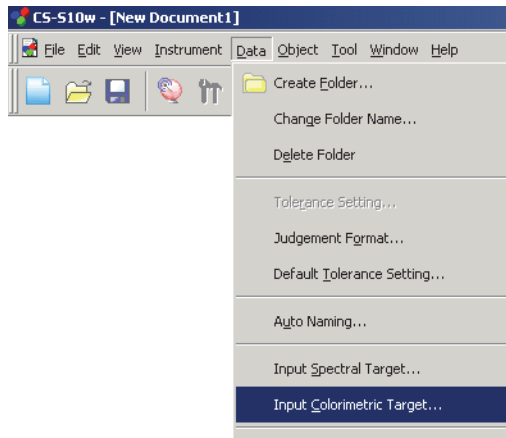 CS-S10w - [New Document1]
File Edit View Instrument Data Object Tool Window Help
Create Folder...
Change Folder Name...
Delete Folder
Tolerance Setting...
Judgement Format...
Default Tolerance Setting...
Auto Naming...
Input Spectral Target...
Input Colorimetric Target...